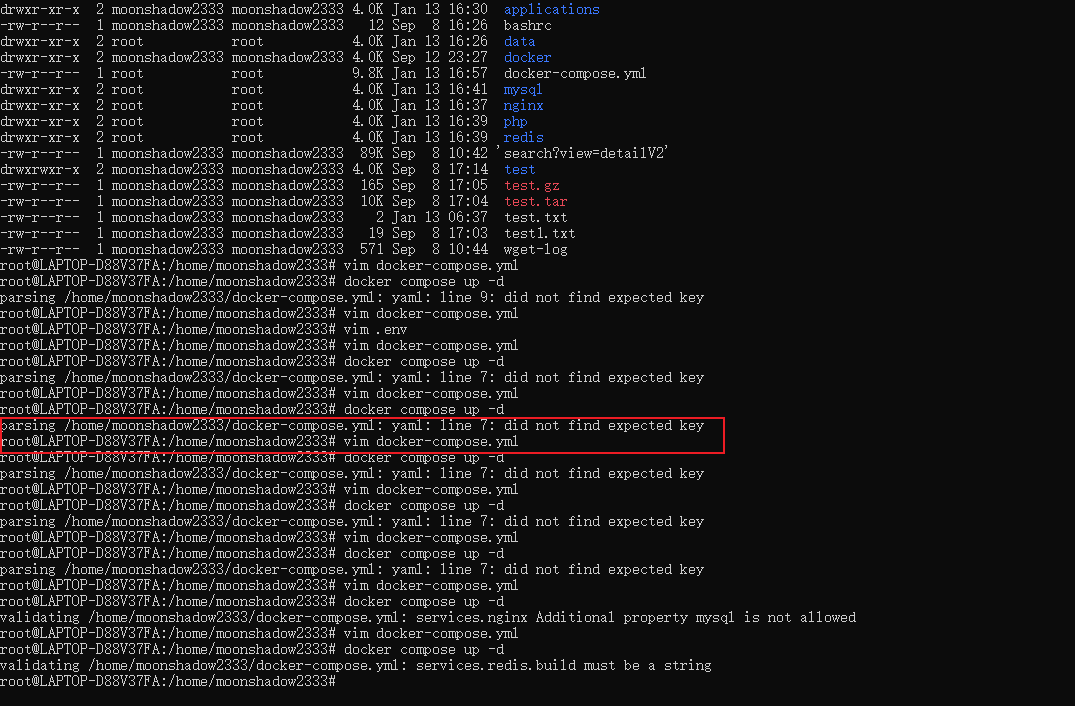 drwxr-xr-x  2 moonshadow2333 moonshadow2333 4.0K Jan 13 16:30  applications
-rw-r--r--  1 moonshadow2333 moonshadow2333   12 Sep  8 16:26  bashrc
drwxr-xr-x  2 root           root           4.0K Jan 13 16:26  data
drwxr-xr-x  2 moonshadow2333 moonshadow2333 4.0K Sep 12 23:27  docker
-rw-r--r--  1 root           root           9.8K Jan 13 16:57  docker-compose.yml
drwxr-xr-x  2 root           root           4.0K Jan 13 16:41  mysql
drwxr-xr-x  2 root           root           4.0K Jan 13 16:37  nginx
drwxr-xr-x  2 root           root           4.0K Jan 13 16:39  php
drwxr-xr-x  2 root           root           4.0K Jan 13 16:39  redis
-rw-r--r--  1 moonshadow2333 moonshadow2333  89K Sep  8 10:42 'search?view=detailV2'
drwxrwxr-x  2 moonshadow2333 moonshadow2333 4.0K Sep  8 17:14  test
-rw-r--r--  1 moonshadow2333 moonshadow2333  165 Sep  8 17:05  test.gz
-rw-r--r--  1 moonshadow2333 moonshadow2333  10K Sep  8 17:04  test.tar
-rw-r--r--  1 moonshadow2333 moonshadow2333    2 Jan 13 06:37  test.txt
-rw-r--r--  1 moonshadow2333 moonshadow2333   19 Sep  8 17:03  test1.txt
-rw-r--r--  1 moonshadow2333 moonshadow2333  571 Sep  8 10:44  wget-log
root@LAPTOP-D88V37FA:/home/moonshadow2333# vim docker-compose.yml
root@LAPTOP-D88V37FA:/home/moonshadow2333# docker compose up -d
parsing /home/moonshadow2333/docker-compose.yml: yaml: line 9: did not find expected key
root@LAPTOP-D88V37FA:/home/moonshadow2333# vim docker-compose.yml
root@LAPTOP-D88V37FA:/home/moonshadow2333# vim .env
root@LAPTOP-D88V37FA:/home/moonshadow2333# vim docker-compose.yml
root@LAPTOP-D88V37FA:/home/moonshadow2333# docker compose up -d
parsing /home/moonshadow2333/docker-compose.yml: yaml: line 7: did not find expected key
root@LAPTOP-D88V37FA:/home/moonshadow2333# vim docker-compose.yml
root@LAPTOP-D88V37FA:/home/moonshadow2333# docker compose up -d
parsing /home/moonshadow2333/docker-compose.yml: yaml: line 7: did not find expected key
root@LAPTOP-D88V37FA:/home/moonshadow2333# vim docker-compose.yml
root@LAPTOP-D88V37FA:/home/moonshadow2333# docker compose up -d
parsing /home/moonshadow2333/docker-compose.yml: yaml: line 7: did not find expected key
root@LAPTOP-D88V37FA:/home/moonshadow2333# vim docker-compose.yml
root@LAPTOP-D88V37FA:/home/moonshadow2333# docker compose up -d
parsing /home/moonshadow2333/docker-compose.yml: yaml: line 7: did not find expected key
root@LAPTOP-D88V37FA:/home/moonshadow2333# vim docker-compose.yml
root@LAPTOP-D88V37FA:/home/moonshadow2333# docker compose up -d
parsing /home/moonshadow2333/docker-compose.yml: yaml: line 7: did not find expected key
root@LAPTOP-D88V37FA:/home/moonshadow2333# vim docker-compose.yml
root@LAPTOP-D88V37FA:/home/moonshadow2333# docker compose up -d
validating /home/moonshadow2333/docker-compose.yml: services.nginx Additional property mysql is not allowed
root@LAPTOP-D88V37FA:/home/moonshadow2333# vim docker-compose.yml
root@LAPTOP-D88V37FA:/home/moonshadow2333# docker compose up -d
validating /home/moonshadow2333/docker-compose.yml: services.redis.build must be a string
root@LAPTOP-D88V37FA:/home/moonshadow2333#